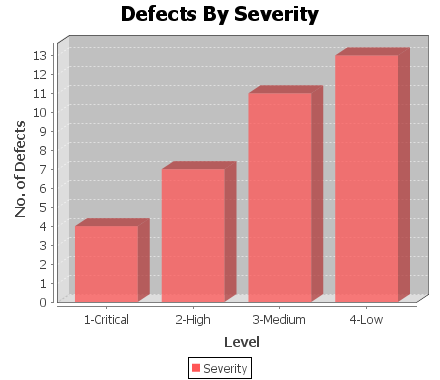 Defects By Severity
13
12
11
10
9
8
7
6
5
4
3
2
1
0
No. of Defects
1-Critical 2-High 3-Medium 4-Low
Level
Severity